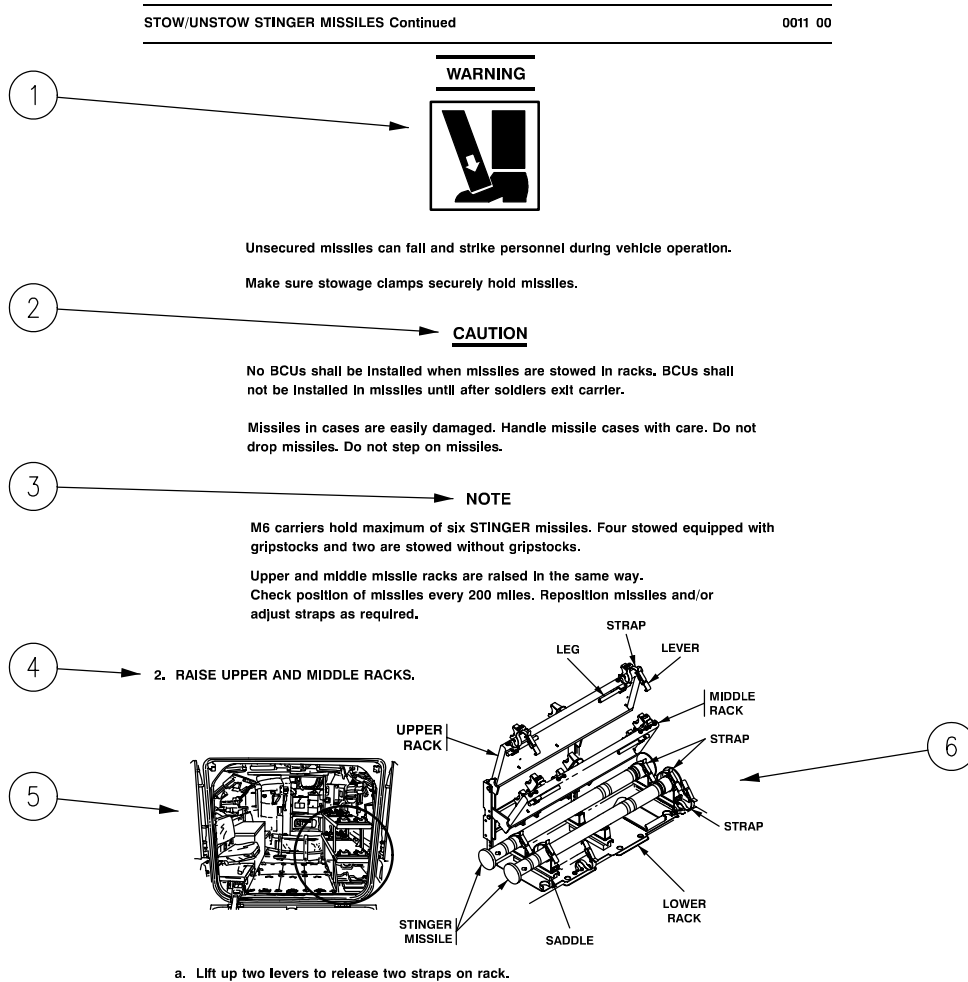 STOW/UNSTOW STINGER MISSILES Continued 0011 00
WARNING
1
Unsecured missiles can fall and strike personnel during vehicle operation.
Make sure stowage clamps securely hold missiles.
2
CAUTION
No BCUs shall be installed when missiles are stowed in racks. BCUs shall
not be installed in missiles until after soldiers exit carrier.
Missiles in cases are easily damaged. Handle missile cases with care. Do not
drop missiles. Do not step on missiles.
3
NOTE
M6 carriers hold maximum of six STINGER missiles. Four stowed equipped with
gripstocks and two are stowed without gripstocks.
Upper and middle missile racks are raised in the same way.
Check position of missiles every 200 miles. Reposition missiles and/or
adjust straps as required.
4
2. RAISE UPPER AND MIDDLE RACKS.
STRAP
LEG
LEVER
MIDDLE
RACK
UPPER
RACK
STRAP
6
5
STRAP
LOWER
RACK
STINGER
MISSILE
SADDLE
a. Lift up two levers to release two straps on rack.